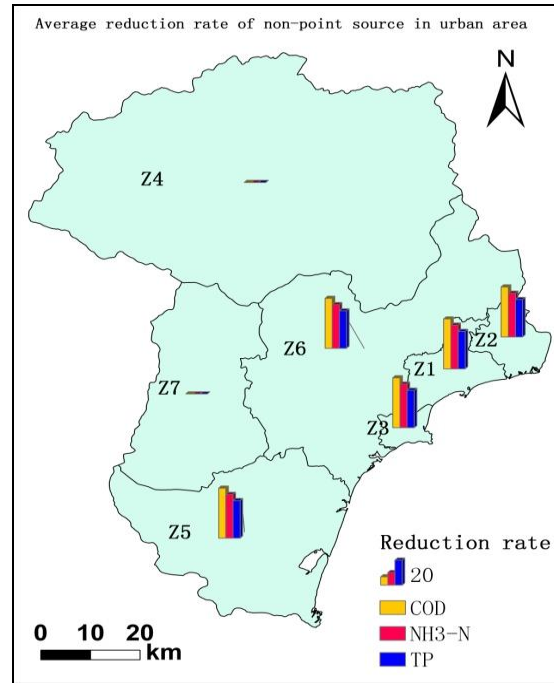 Average reduction rate of non-point source in urban area
N
Z4
Z6
Z2
Z1
Z7
Z3
Z5
Reduction rate
20
COD
NH3-N
TP
0 10 20
km